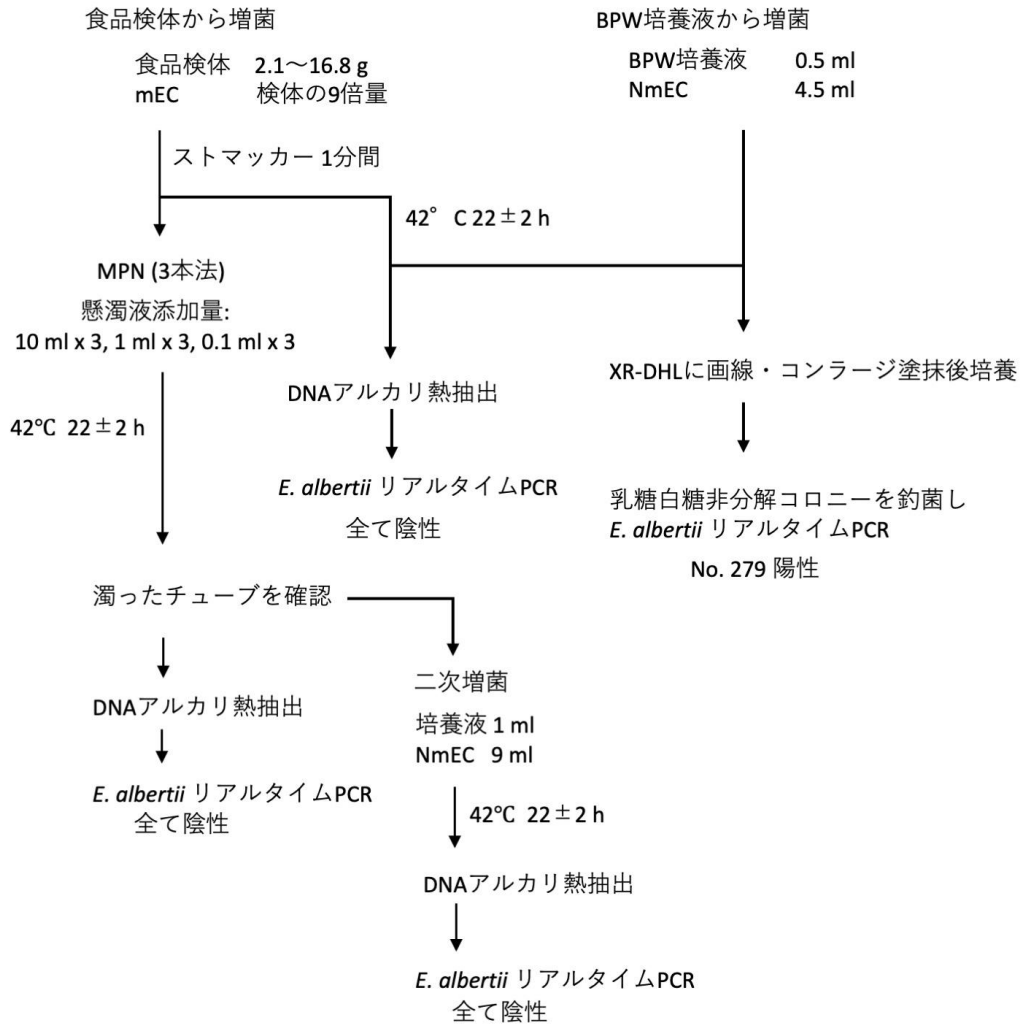 食品検体から増菌
食品検体 2.1～16.8 g
mEC 検体の9倍量
ストマッカー 1分間
BPW培養液から増菌
BPW培養液 0.5 ml
NmEC 4.5 ml
42°C 22±2 h
MPN (3本法)
懸濁液添加量:
10 ml x 3, 1 ml x 3, 0.1 ml x 3
42℃ 22±2 h
DNAアルカリ熱抽出
E. albertii リアルタイムPCR
全て陰性
XR-DHLに画線・コンラージ塗抹後培養
乳糖白糖非分解コロニーを釣菌し
E. albertii リアルタイムPCR
No. 279 陽性
濁ったチューブを確認
DNAアルカリ熱抽出
E. albertii リアルタイムPCR
全て陰性
二次増菌
培養液 1 ml
NmEC 9 ml
42℃ 22±2 h
DNAアルカリ熱抽出
E. albertii リアルタイムPCR
全て陰性